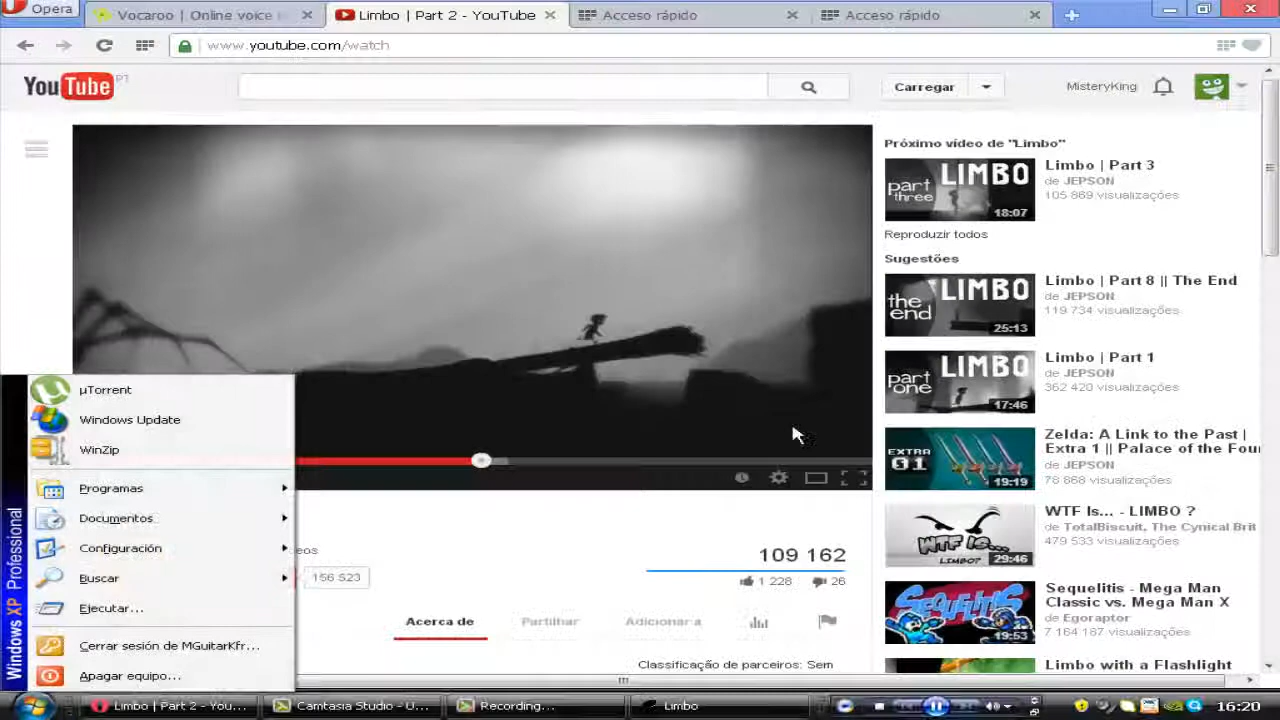 Opera
Vocaroo | Online voice
Limbo | Part 2 - YouTube
Acceso rápido
Acceso rápido
www.youtube.com/watch
YouTube PT
Carregar
MisteryKing
Próximo vídeo de "Limbo"
part three
LIMBO
18:07
Limbo | Part 3
de JEPSON
105 869 visualizações
Reproduzir todos
Sugestões
the end
LIMBO
25:13
Limbo | Part 8 || The End
de JEPSON
119 734 visualizações
part one
LIMBO
17:46
Limbo | Part 1
de JEPSON
362 420 visualizações
EXTRA
01
19:19
Zelda: A Link to the Past |
Extra 1 || Palace of the Four
de JEPSON
78 868 visualizações
WTF IS...
LIMBO?
29:46
WTF Is... - LIMBO ?
de TotalBiscuit, The Cynical Brit
479 533 visualizações
SEQUELITIS
19:53
Sequelitis - Mega Man
Classic vs. Mega Man X
de Egoraptor
7 164 187 visualizações
Limbo with a Flashlight
eos
156 523
109 162
1 228
26
Acerca de
Partilhar
Adicionar a
Classificação de parceiros: Sem
Windows XP Professional
µTorrent
Windows Update
WinZip
Programas
Documentos
Configuración
Buscar
Ejecutar...
Cerrar sesión de MGuitarKfr...
Apagar equipo...
Limbo | Part 2 - You...
Camtasia Studio - U...
Recording...
Limbo
16:20